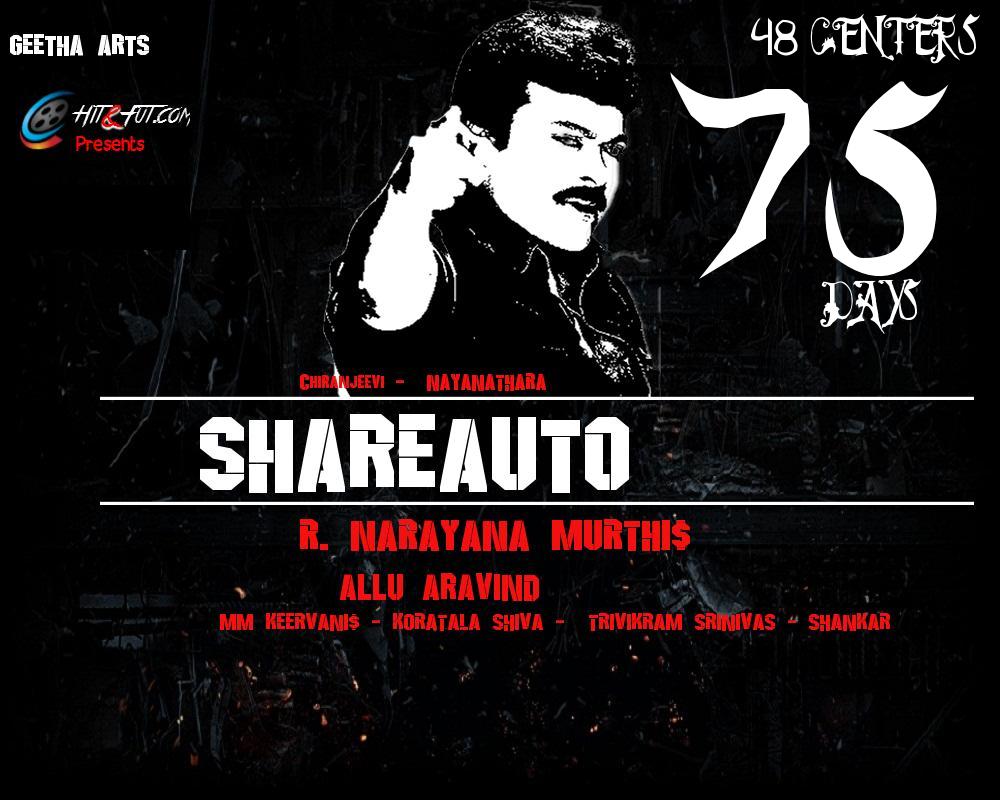 GEETHA ARTS
48 CENTERS
HIT&FUT.COM
Presents
75
DAYS
CHIRANJEEVI - NAYANATHARA
SHAREAUTO
R. NARAYANA MURTHI$
ALLU ARAVIND
MM KEERVANI$ - KORATALA SHIVA - TRIVIKRAM SRINIVAS - SHANKAR